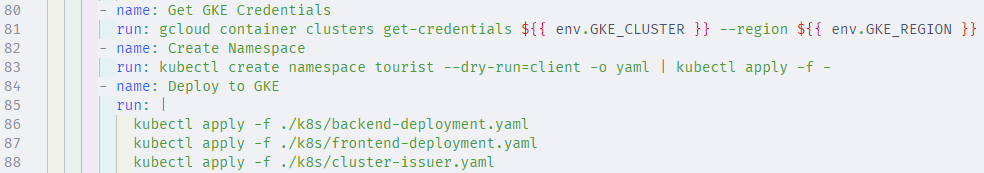 80 - name: Get GKE Credentials
81 run: gcloud container clusters get-credentials ${{ env.GKE_CLUSTER }} --region ${{ env.GKE_REGION }}
82 - name: Create Namespace
83 run: kubectl create namespace tourist --dry-run=client -o yaml | kubectl apply -f -
84 - name: Deploy to GKE
85 run: |
86 kubectl apply -f ./k8s/backend-deployment.yaml
87 kubectl apply -f ./k8s/frontend-deployment.yaml
88 kubectl apply -f ./k8s/cluster-issuer.yaml